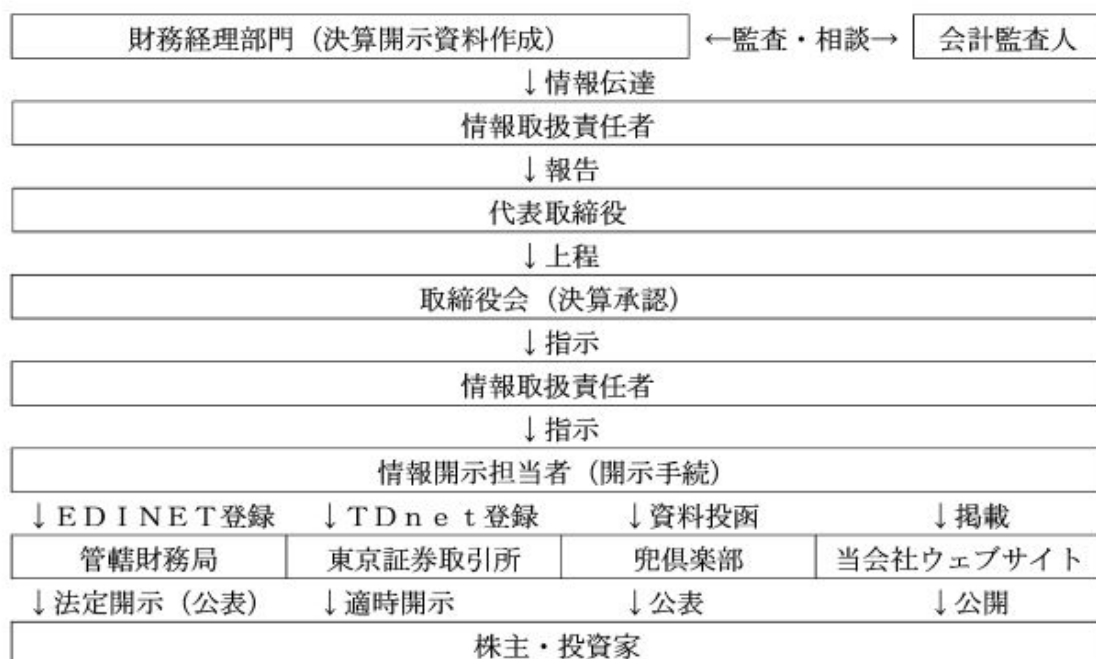 財務経理部門（決算開示資料作成） ←監査・相談→ 会計監査人
↓情報伝達
情報取扱責任者
↓報告
代表取締役
↓上程
取締役会（決算承認）
↓指示
情報取扱責任者
↓指示
情報開示担当者（開示手続）
↓ＥＤＩＮＥＴ登録 ↓ＴＤｎｅｔ登録 ↓資料投函 ↓掲載
管轄財務局 東京証券取引所 兜倶楽部 当会社ウェブサイト
↓法定開示（公表） ↓適時開示 ↓公表 ↓公開
株主・投資家